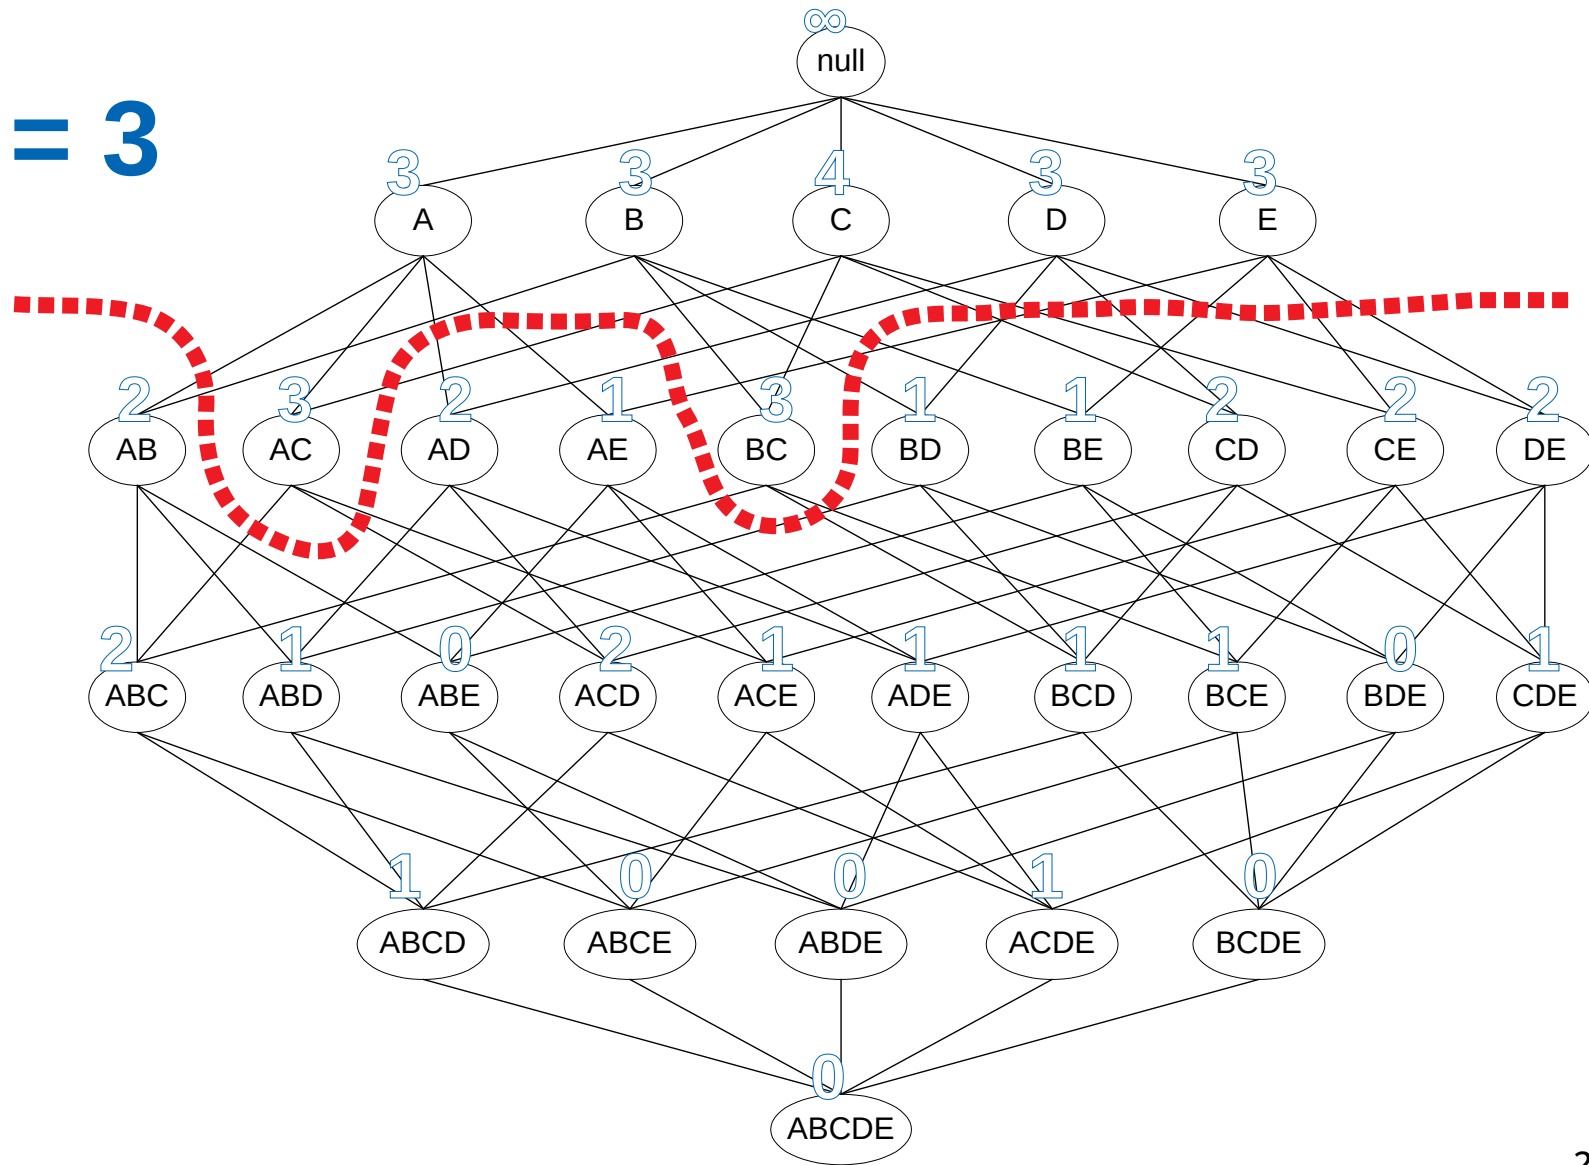 ∞
null
= 3
3 3 4 3 3
A B C D E
2 3 2 1 3 1 1 2 2 2
AB AC AD AE BC BD BE CD CE DE
2 1 0 2 1 1 1 1 0 1
ABC ABD ABE ACD ACE ADE BCD BCE BDE CDE
1 0 0 1 0
ABCD ABCE ABDE ACDE BCDE
0
ABCDE